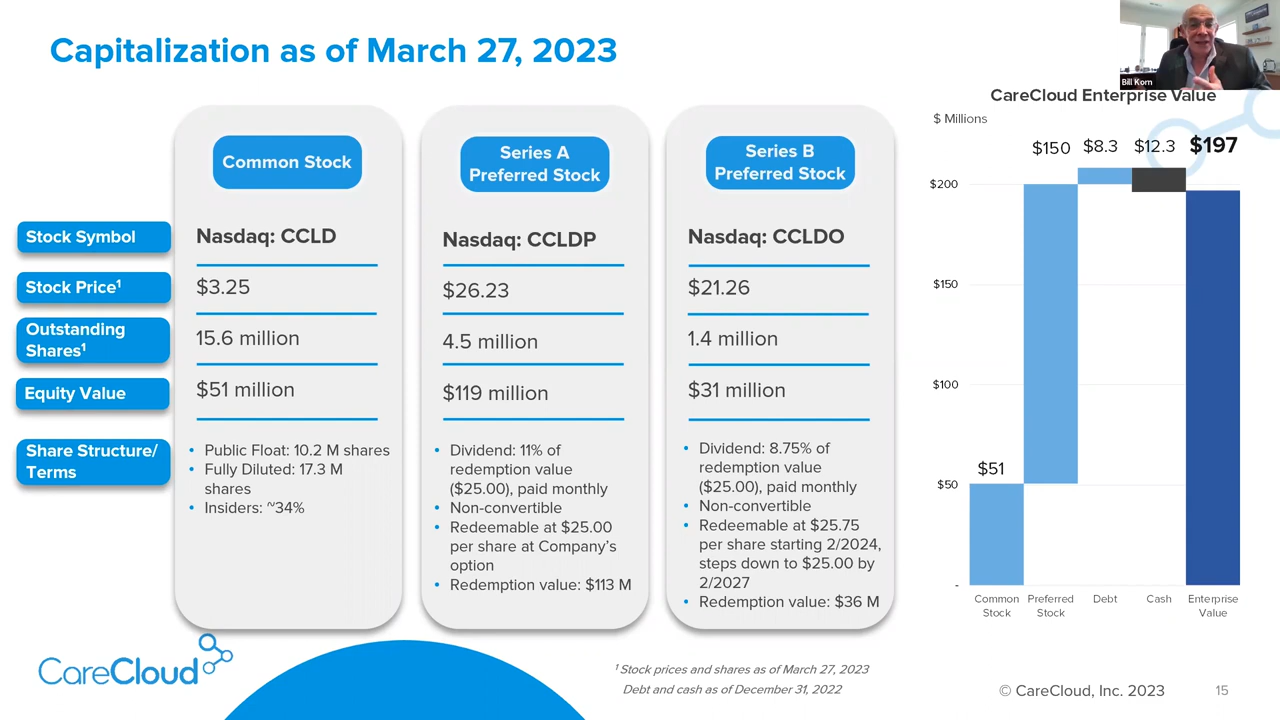 Capitalization as of March 27, 2023
Bill Korn
Common Stock
Series A
Preferred Stock
Series B
Preferred Stock
Stock Symbol
Nasdaq: CCLD
Nasdaq: CCLDP
Nasdaq: CCLDO
Stock Price¹
$3.25
$26.23
$21.26
Outstanding
Shares¹
15.6 million
4.5 million
1.4 million
Equity Value
$51 million
$119 million
$31 million
Share Structure/
Terms
• Public Float: 10.2 M shares
• Fully Diluted: 17.3 M
shares
• Insiders: ~34%
• Dividend: 11% of
redemption value
($25.00), paid monthly
• Non-convertible
• Redeemable at $25.00
per share at Company’s
option
• Redemption value: $113 M
• Dividend: 8.75% of
redemption value
($25.00), paid monthly
• Non-convertible
• Redeemable at $25.75
per share starting 2/2024,
steps down to $25.00 by
2/2027
• Redemption value: $36 M
CareCloud Enterprise Value
$ Millions
$150
$8.3
$12.3
$197
$200
$150
$100
$51
$50
-
Common
Stock
Preferred
Stock
Debt
Cash
Enterprise
Value
CareCloud
¹ Stock prices and shares as of March 27, 2023
Debt and cash as of December 31, 2022
© CareCloud, Inc. 2023
15